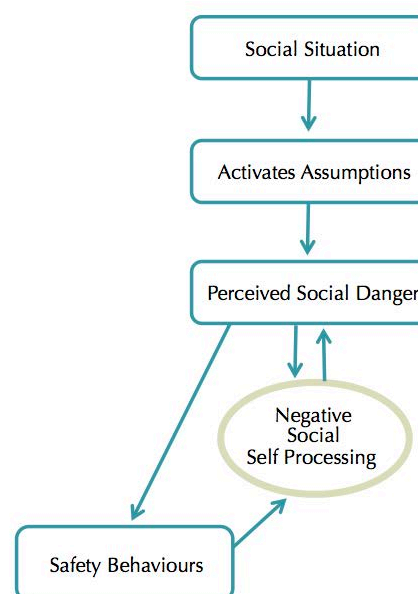 Social Situation
Activates Assumptions
Perceived Social Danger
Negative
Social
Self Processing
Safety Behaviours